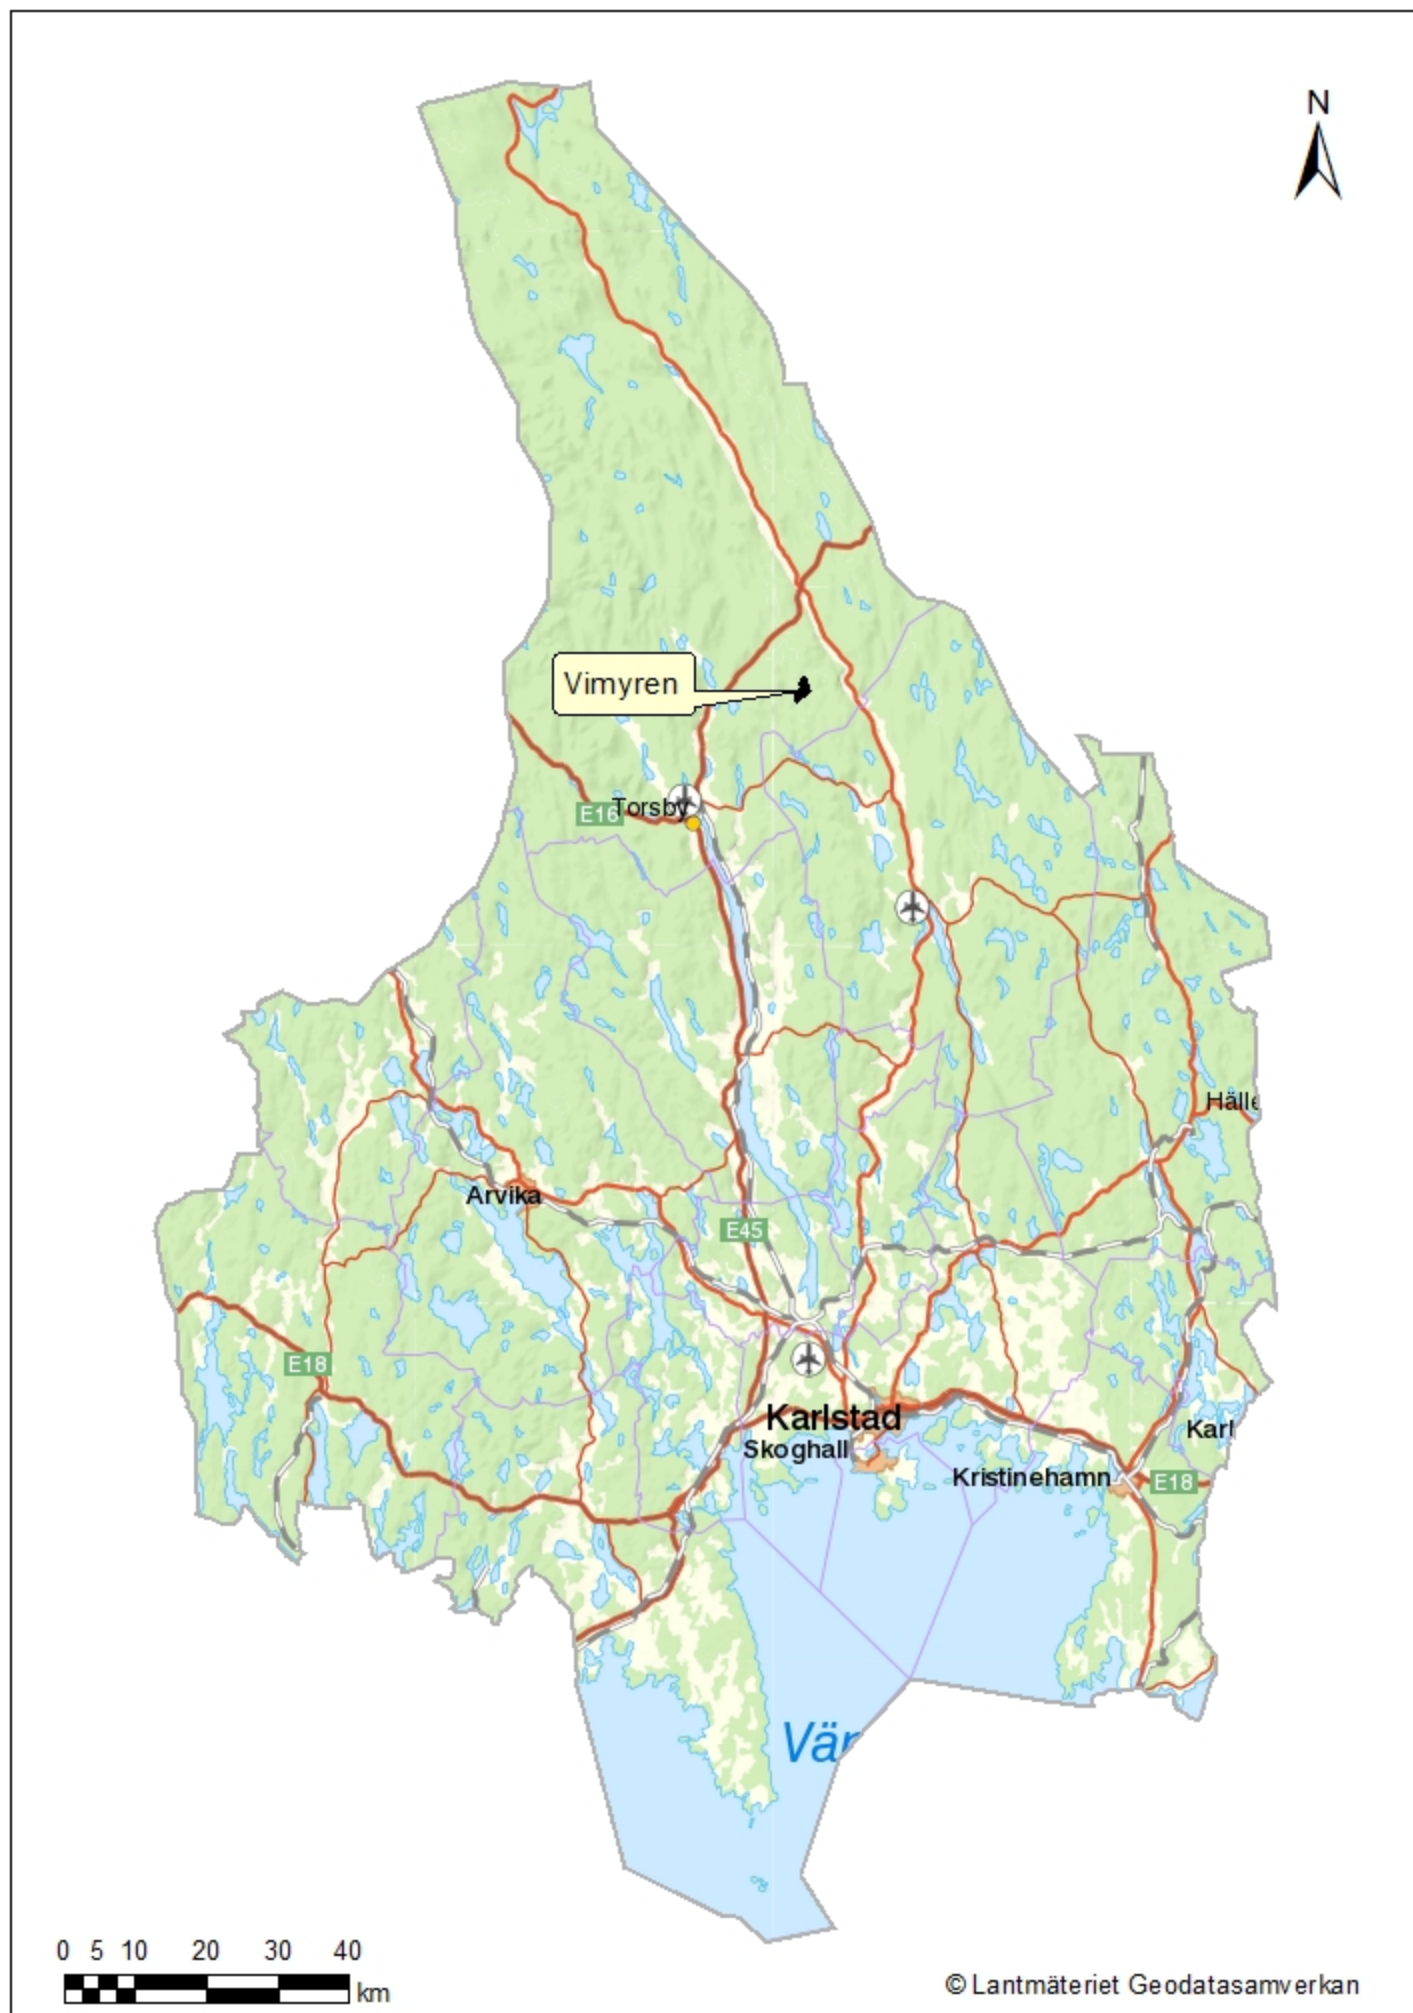 N
Vimyren
E16
Torsby
Hälle
Arvika
E45
E18
Karlstad
Skoghall
Karl
Kristinehamn
E18
Vär
0 5 10 20 30 40
km
© Lantmäteriet Geodatasamverkan